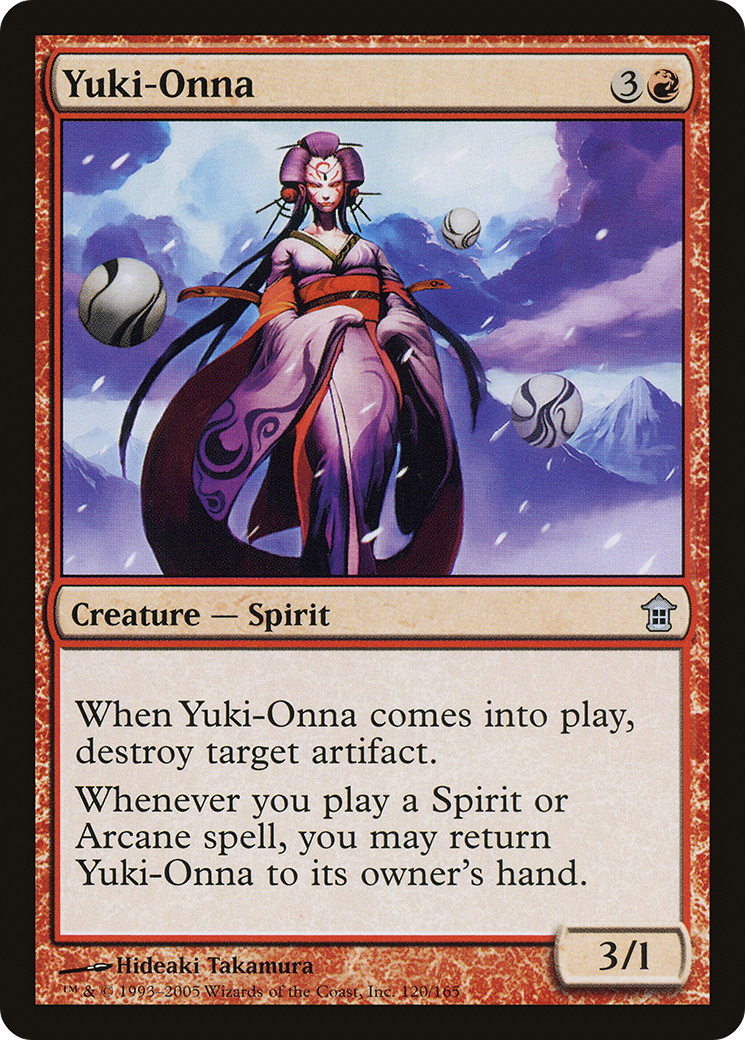 Yuki-Onna 3
Creature — Spirit
When Yuki-Onna comes into play,
destroy target artifact.
Whenever you play a Spirit or
Arcane spell, you may return
Yuki-Onna to its owner's hand.
3/1
Hideaki Takamura
™ & © 1993–2005 Wizards of the Coast, Inc. 120/165